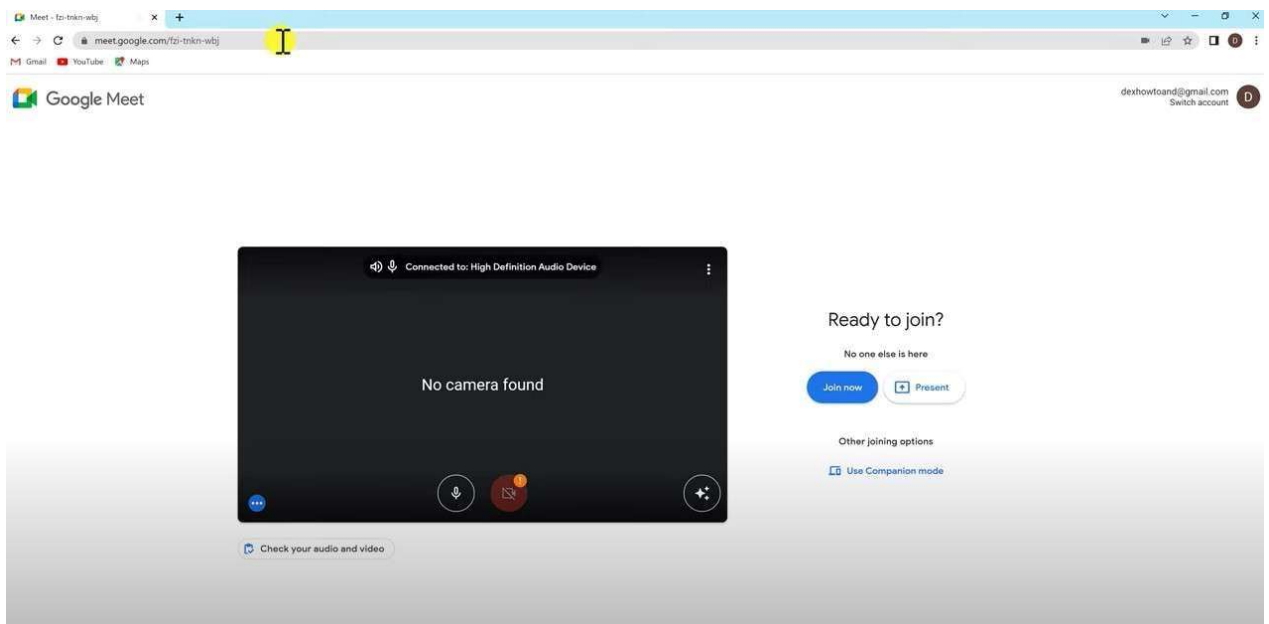 Meet - fzi-tnkn-wbj
meet.google.com/fzi-tnkn-wbj
Gmail YouTube Maps
D
Google Meet
dexhowtoand@gmail.com
Switch account
D
Connected to: High Definition Audio Device
No camera found
Ready to join?
No one else is here
Join now Present
Other joining options
Use Companion mode
Check your audio and video